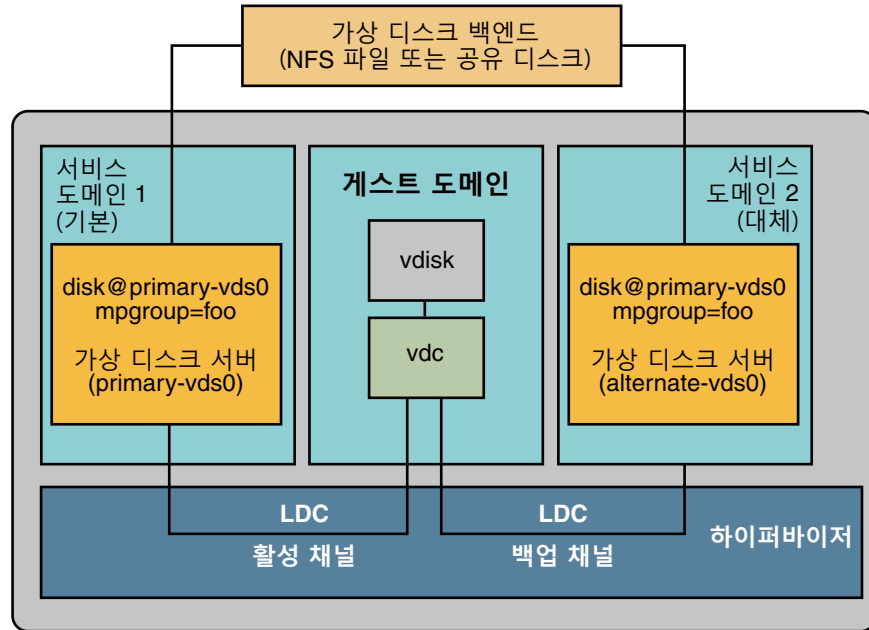 가상 디스크 백엔드
(NFS 파일 또는 공유 디스크)
서비스
도메인 1
(기본)
disk@primary-vds0
mpgroup=foo
가상 디스크 서버
(primary-vds0)
게스트 도메인
vdisk
vdc
서비스
도메인 2
(대체)
disk@primary-vds0
mpgroup=foo
가상 디스크 서버
(alternate-vds0)
LDC
활성 채널
LDC
백업 채널
하이퍼바이저